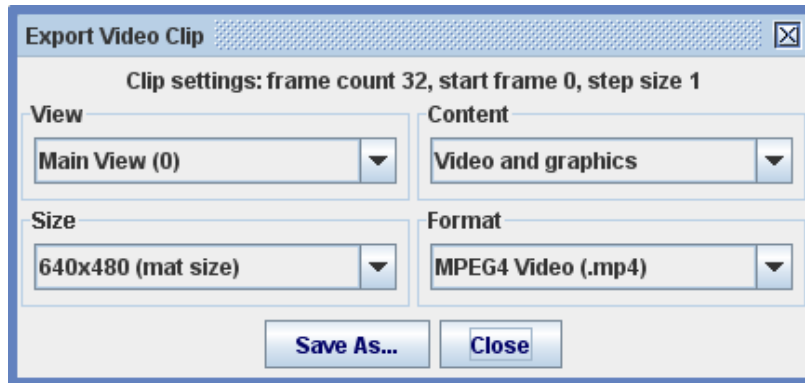 Export Video Clip
Clip settings: frame count 32, start frame 0, step size 1
View
Main View (0)
Content
Video and graphics
Size
640x480 (mat size)
Format
MPEG4 Video (.mp4)
Save As...
Close